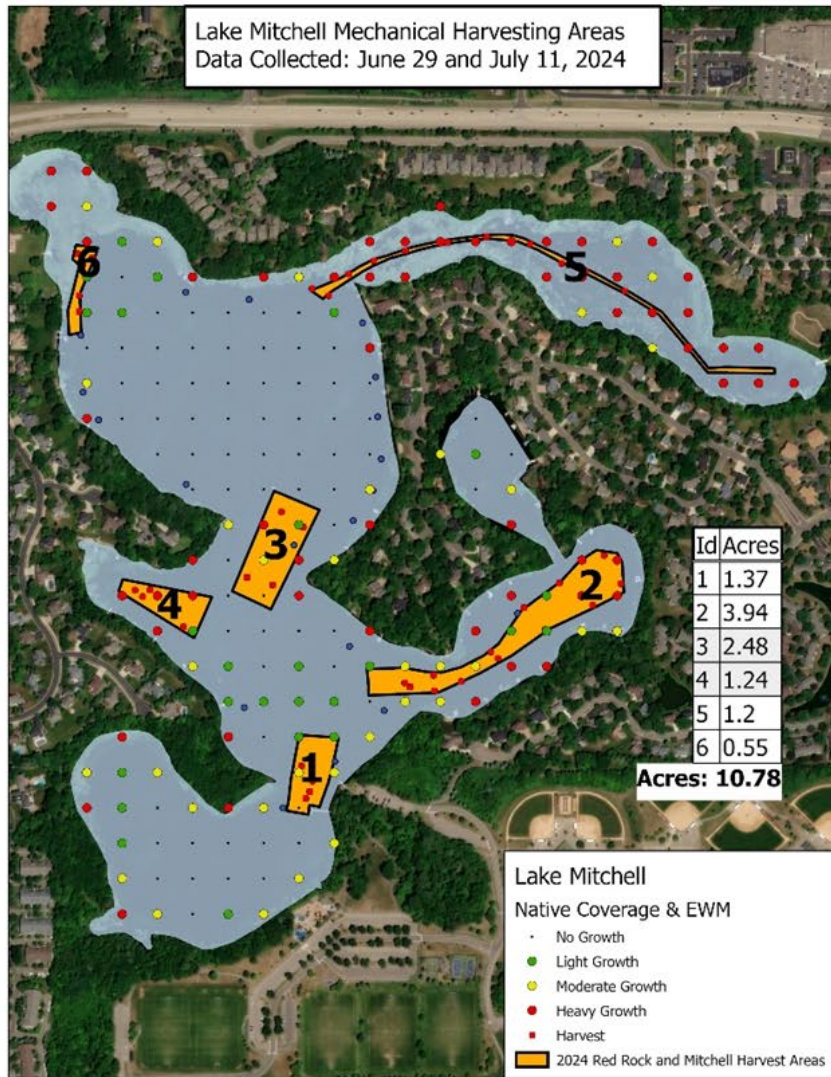 Lake Mitchell Mechanical Harvesting Areas
Data Collected: June 29 and July 11, 2024
6
5
3
2
4
1
Id Acres
1 1.37
2 3.94
3 2.48
4 1.24
5 1.2
6 0.55
Acres: 10.78
Lake Mitchell
Native Coverage & EWM
No Growth
Light Growth
Moderate Growth
Heavy Growth
Harvest
2024 Red Rock and Mitchell Harvest Areas